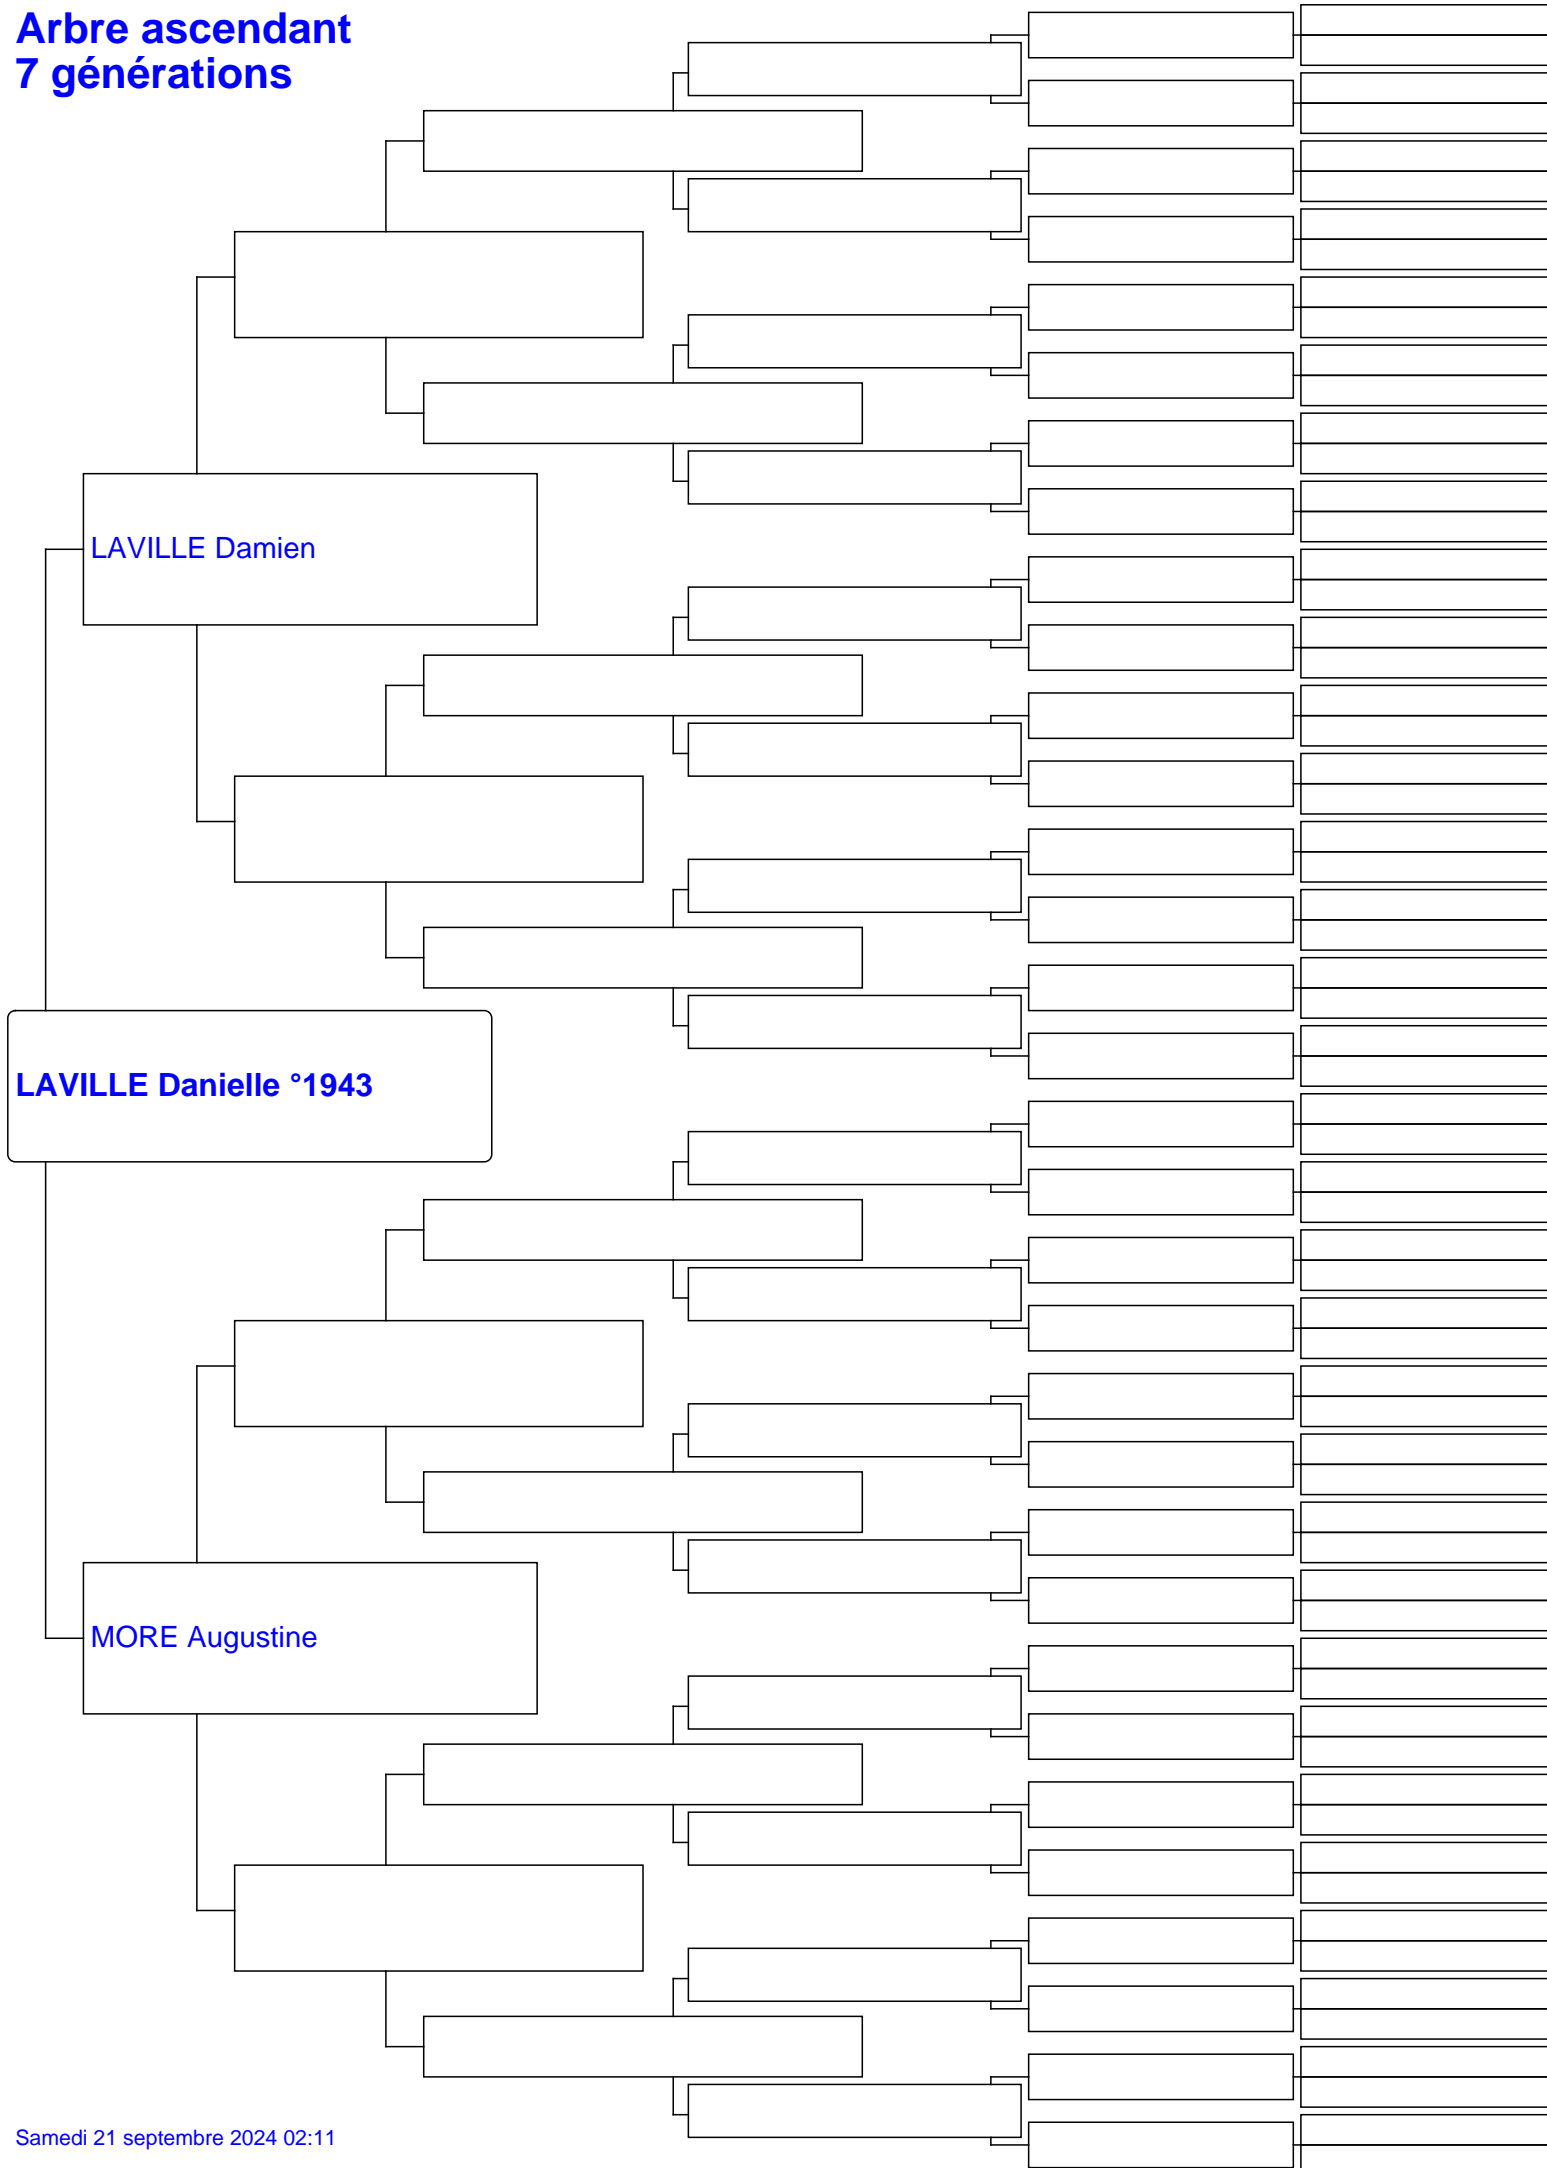 Arbre ascendant
7 générations
LAVILLE Damien
LAVILLE Danielle °1943
MORE Augustine
Samedi 21 septembre 2024 02:11